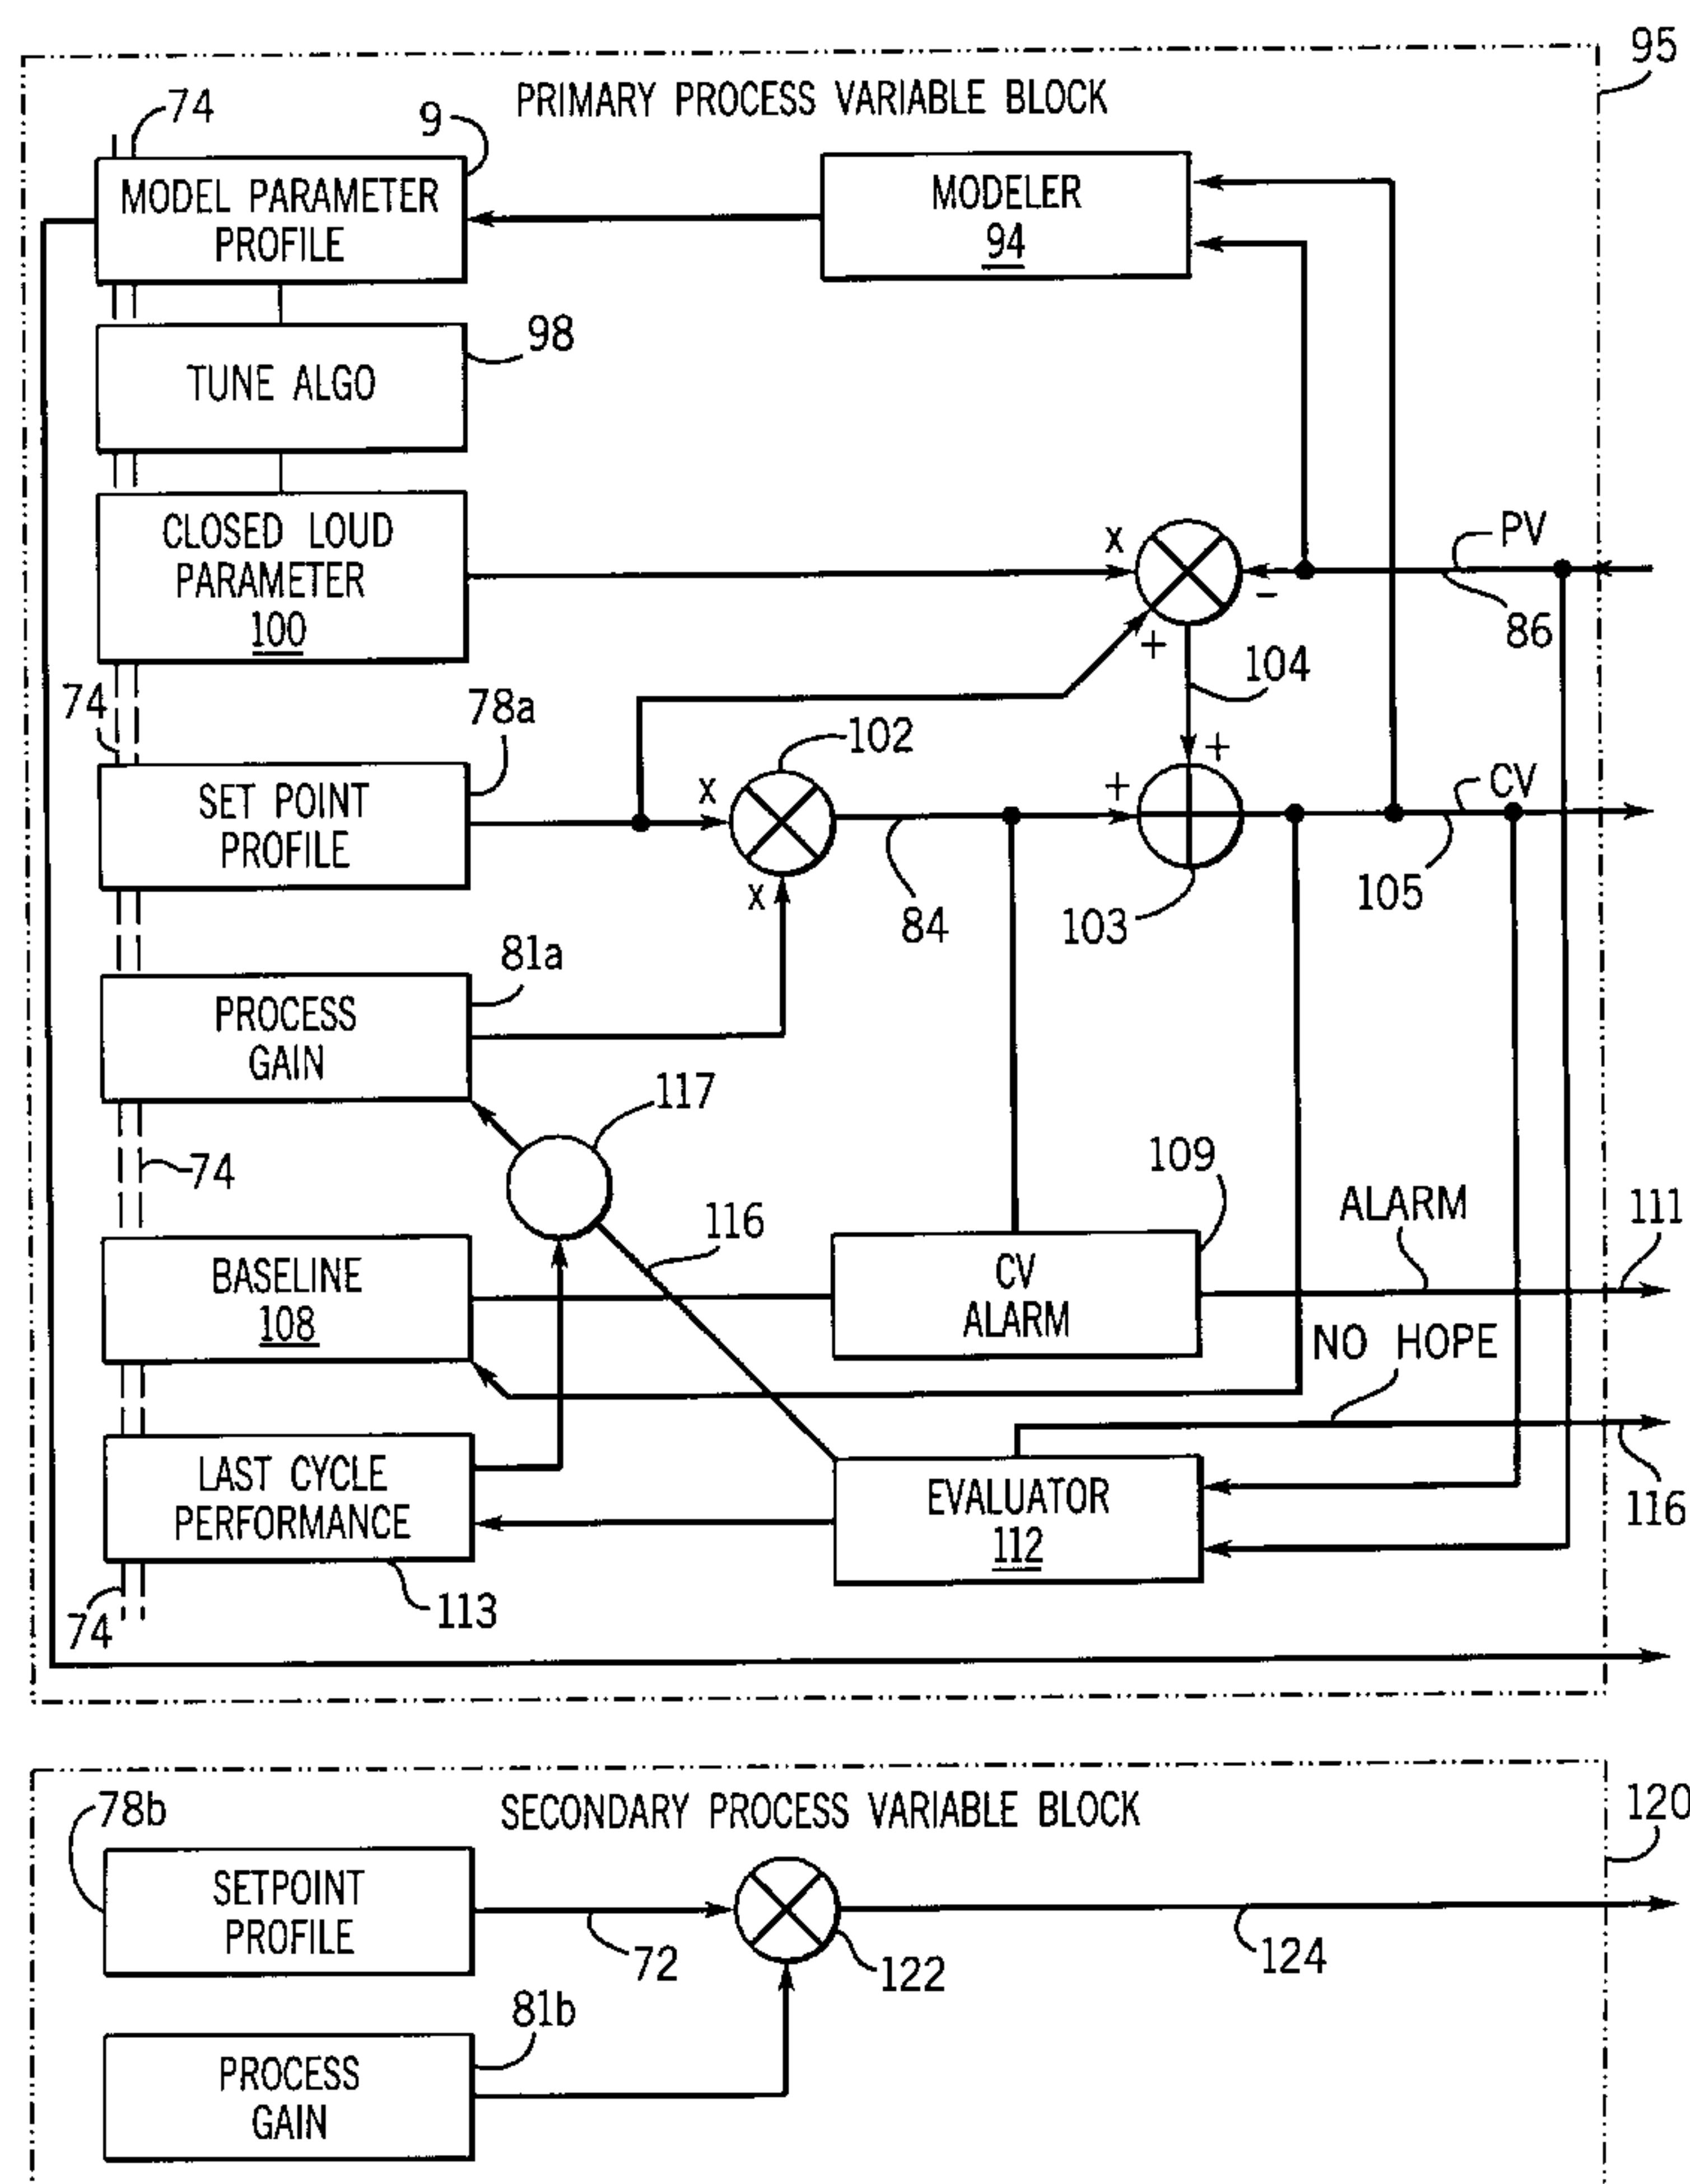 95
PRIMARY PROCESS VARIABLE BLOCK
74
9
MODEL PARAMETER
PROFILE
MODELER
94
98
TUNE ALGO
CLOSED LOUD
PARAMETER
100
X
PV
-
86
+
104
74
78a
102
SET POINT
PROFILE
X
X
+
+
CV
84
103
105
81a
PROCESS
GAIN
117
74
116
109
ALARM
111
BASELINE
108
CV
ALARM
NO HOPE
LAST CYCLE
PERFORMANCE
EVALUATOR
112
116
74
113
78b
SECONDARY PROCESS VARIABLE BLOCK
120
SETPOINT
PROFILE
72
122
124
81b
PROCESS
GAIN